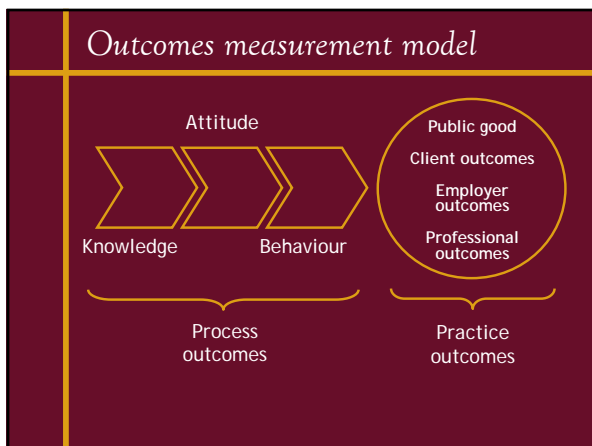 Outcomes measurement model
Attitude
Knowledge
Behaviour
Process
outcomes
Public good
Client outcomes
Employer
outcomes
Professional
outcomes
Practice
outcomes